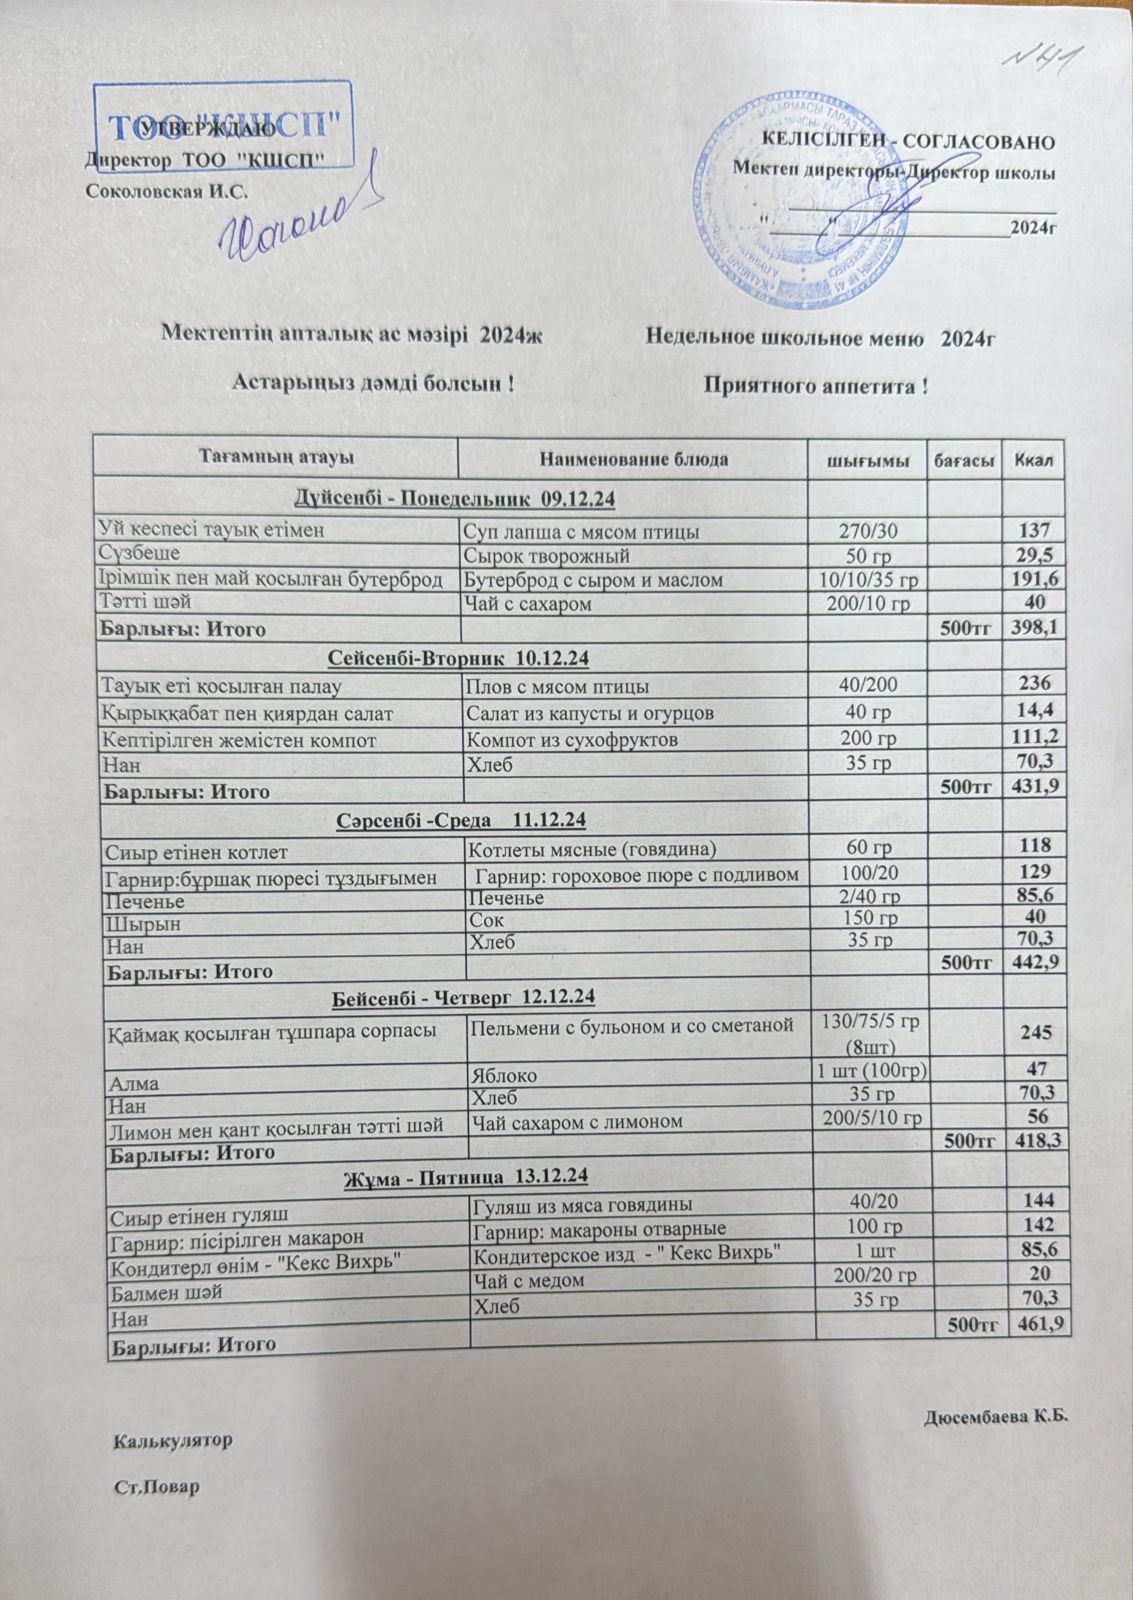 №41
ТОО "КШСП"
УТВЕРЖДАЮ
Директор ТОО "КШСП"
Соколовская И.С.
КЕЛІСІЛГЕН - СОГЛАСОВАНО
Мектеп директоры-Директор школы
"______"__________________2024г
Мектептің апталық ас мәзірі 2024ж Недельное школьное меню 2024г
Астарыңыз дәмді болсын ! Приятного аппетита !
Тағамның атауы Наименование блюда шығымы бағасы Ккал
Дүйсенбі - Понедельник 09.12.24
Уй кеспесі тауық етімен Суп лапша с мясом птицы 270/30 137
Сүзбеше Сырок творожный 50 гр 29,5
Ірімшік пен май қосылған бутерброд Бутерброд с сыром и маслом 10/10/35 гр 191,6
Тәтті шәй Чай с сахаром 200/10 гр 40
Барлығы: Итого 500тг 398,1
Сейсенбі-Вторник 10.12.24
Тауық еті қосылған палау Плов с мясом птицы 40/200 236
Қырыққабат пен қиярдан салат Салат из капусты и огурцов 40 гр 14,4
Кептірілген жемістен компот Компот из сухофруктов 200 гр 111,2
Нан Хлеб 35 гр 70,3
Барлығы: Итого 500тг 431,9
Сәрсенбі -Среда 11.12.24
Сиыр етінен котлет Котлеты мясные (говядина) 60 гр 118
Гарнир:бұршақ пюресі тұздығымен Гарнир: гороховое пюре с подливом 100/20 129
Печенье Печенье 2/40 гр 85,6
Шырын Сок 150 гр 40
Нан Хлеб 35 гр 70,3
Барлығы: Итого 500тг 442,9
Бейсенбі - Четверг 12.12.24
Қаймақ қосылған тұшпара сорпасы Пельмени с бульоном и со сметаной 130/75/5 гр (8шт) 245
Алма Яблоко 1 шт (100гр) 47
Нан Хлеб 35 гр 70,3
Лимон мен қант қосылған тәтті шәй Чай сахаром с лимоном 200/5/10 гр 56
Барлығы: Итого 500тг 418,3
Жұма - Пятница 13.12.24
Сиыр етінен гуляш Гуляш из мяса говядины 40/20 144
Гарнир: пісірілген макарон Гарнир: макароны отварные 100 гр 142
Кондитерл өнім - "Кекс Вихрь" Кондитерское изд - " Кекс Вихрь" 1 шт 85,6
Балмен шәй Чай с медом 200/20 гр 20
Нан Хлеб 35 гр 70,3
Барлығы: Итого 500тг 461,9
Дюсембаева К.Б.
Калькулятор
Ст.Повар